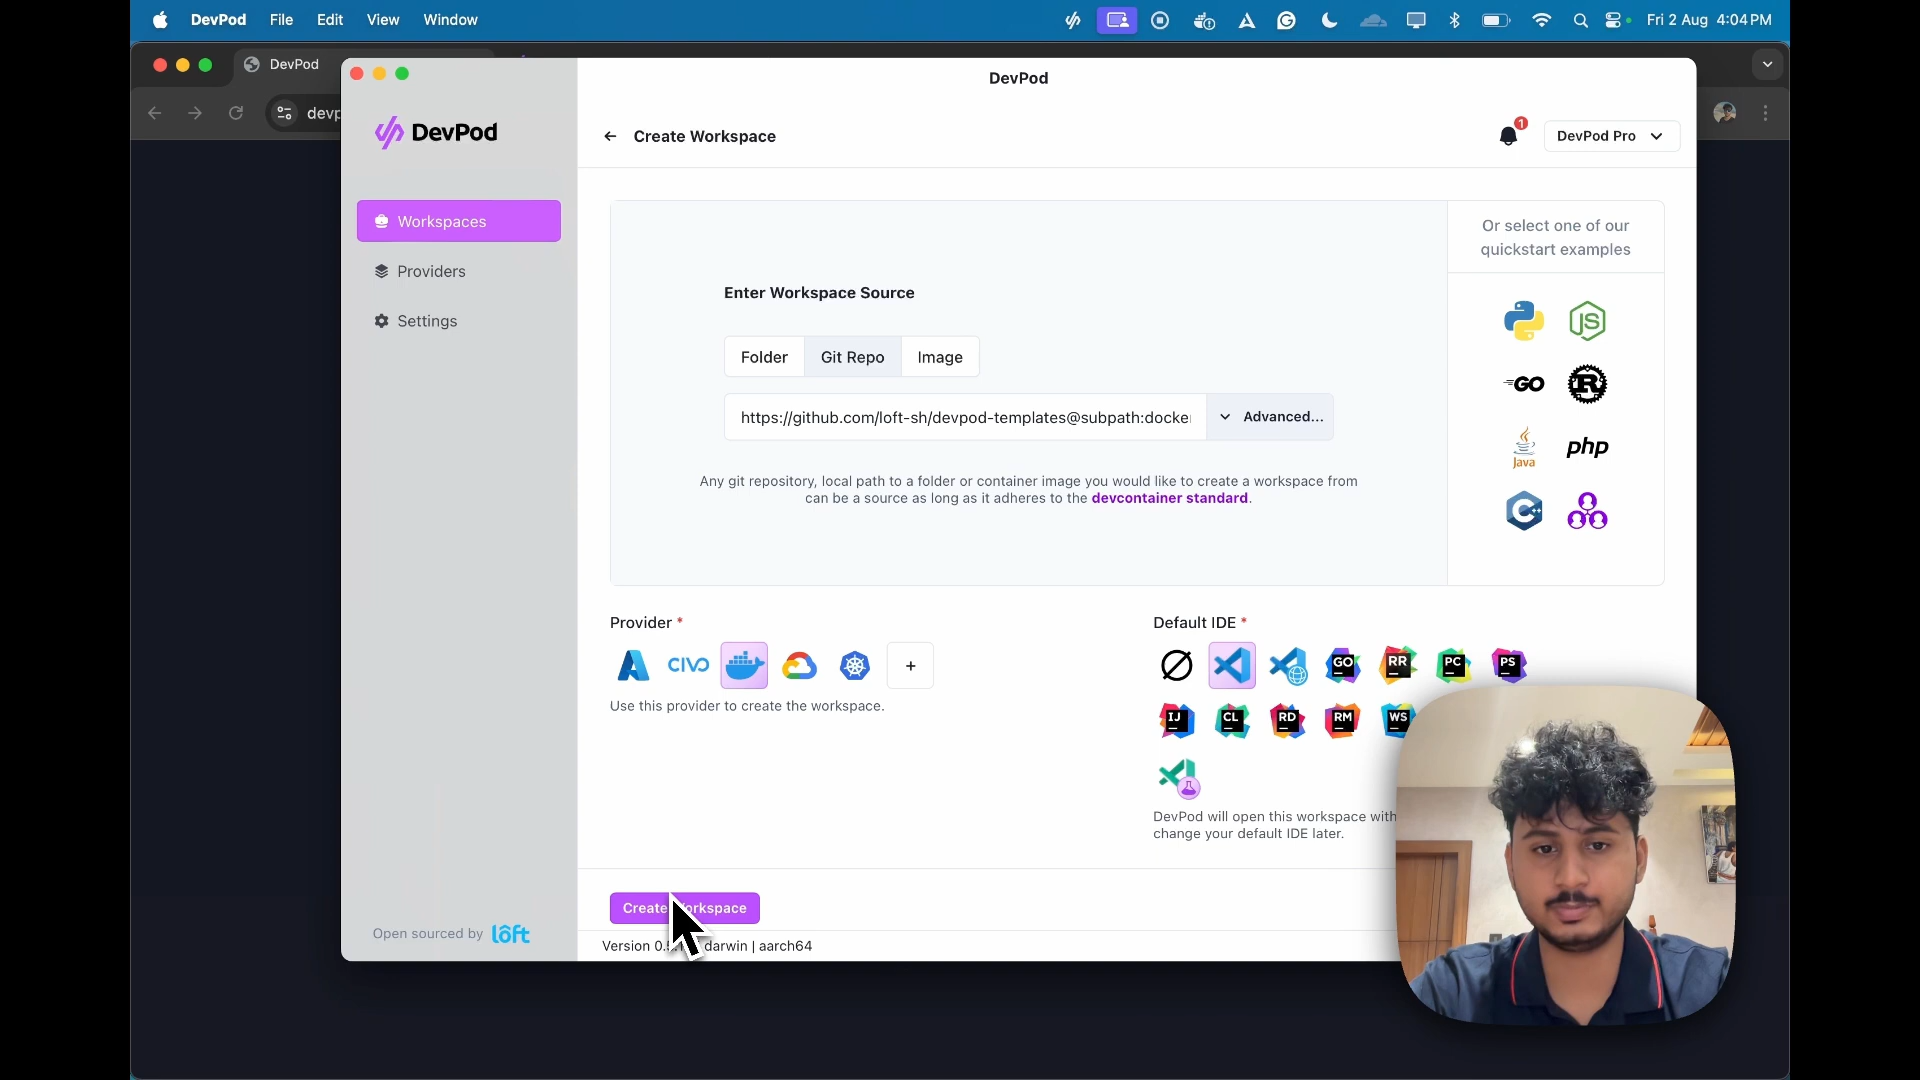 DevPod File Edit View Window
Fri 2 Aug 4:04 PM
DevPod
DevPod
DevPod
Create Workspace
1
DevPod Pro
Workspaces
Providers
Settings
Or select one of our
quickstart examples
Enter Workspace Source
Folder
Git Repo
Image
https://github.com/loft-sh/devpod-templates@subpath:docke
Advanced...
Any git repository, local path to a folder or container image you would like to create a workspace from
can be a source as long as it adheres to the devcontainer standard.
JS
GO
R
Java
php
C++
Provider *
CIVO
+
Use this provider to create the workspace.
Default IDE *
GO
RR
PC
PS
IJ
CL
RD
RM
WS
DevPod will open this workspace with
change your default IDE later.
Create
Open sourced by loft
Version
darwin | aarch64